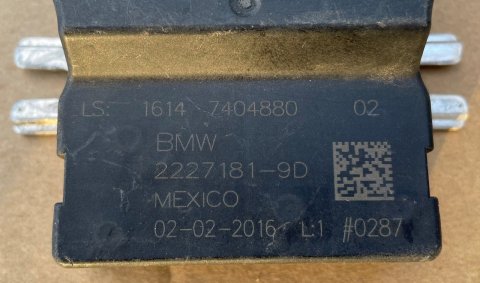 LS: 1614 7404880 02
BMW
2227181-9D
MEXICO
02-02-2016 L:1 #0287